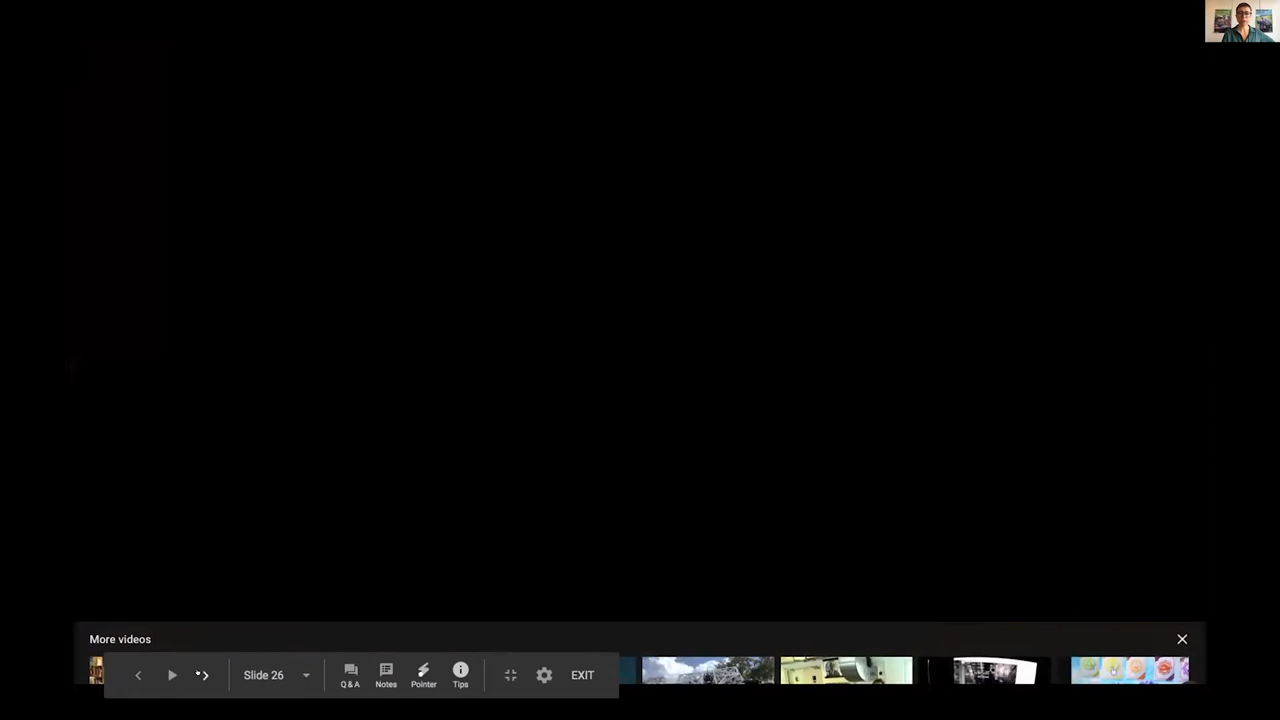 More videos
Slide 26
Q & A
Notes
Pointer
Tips
EXIT